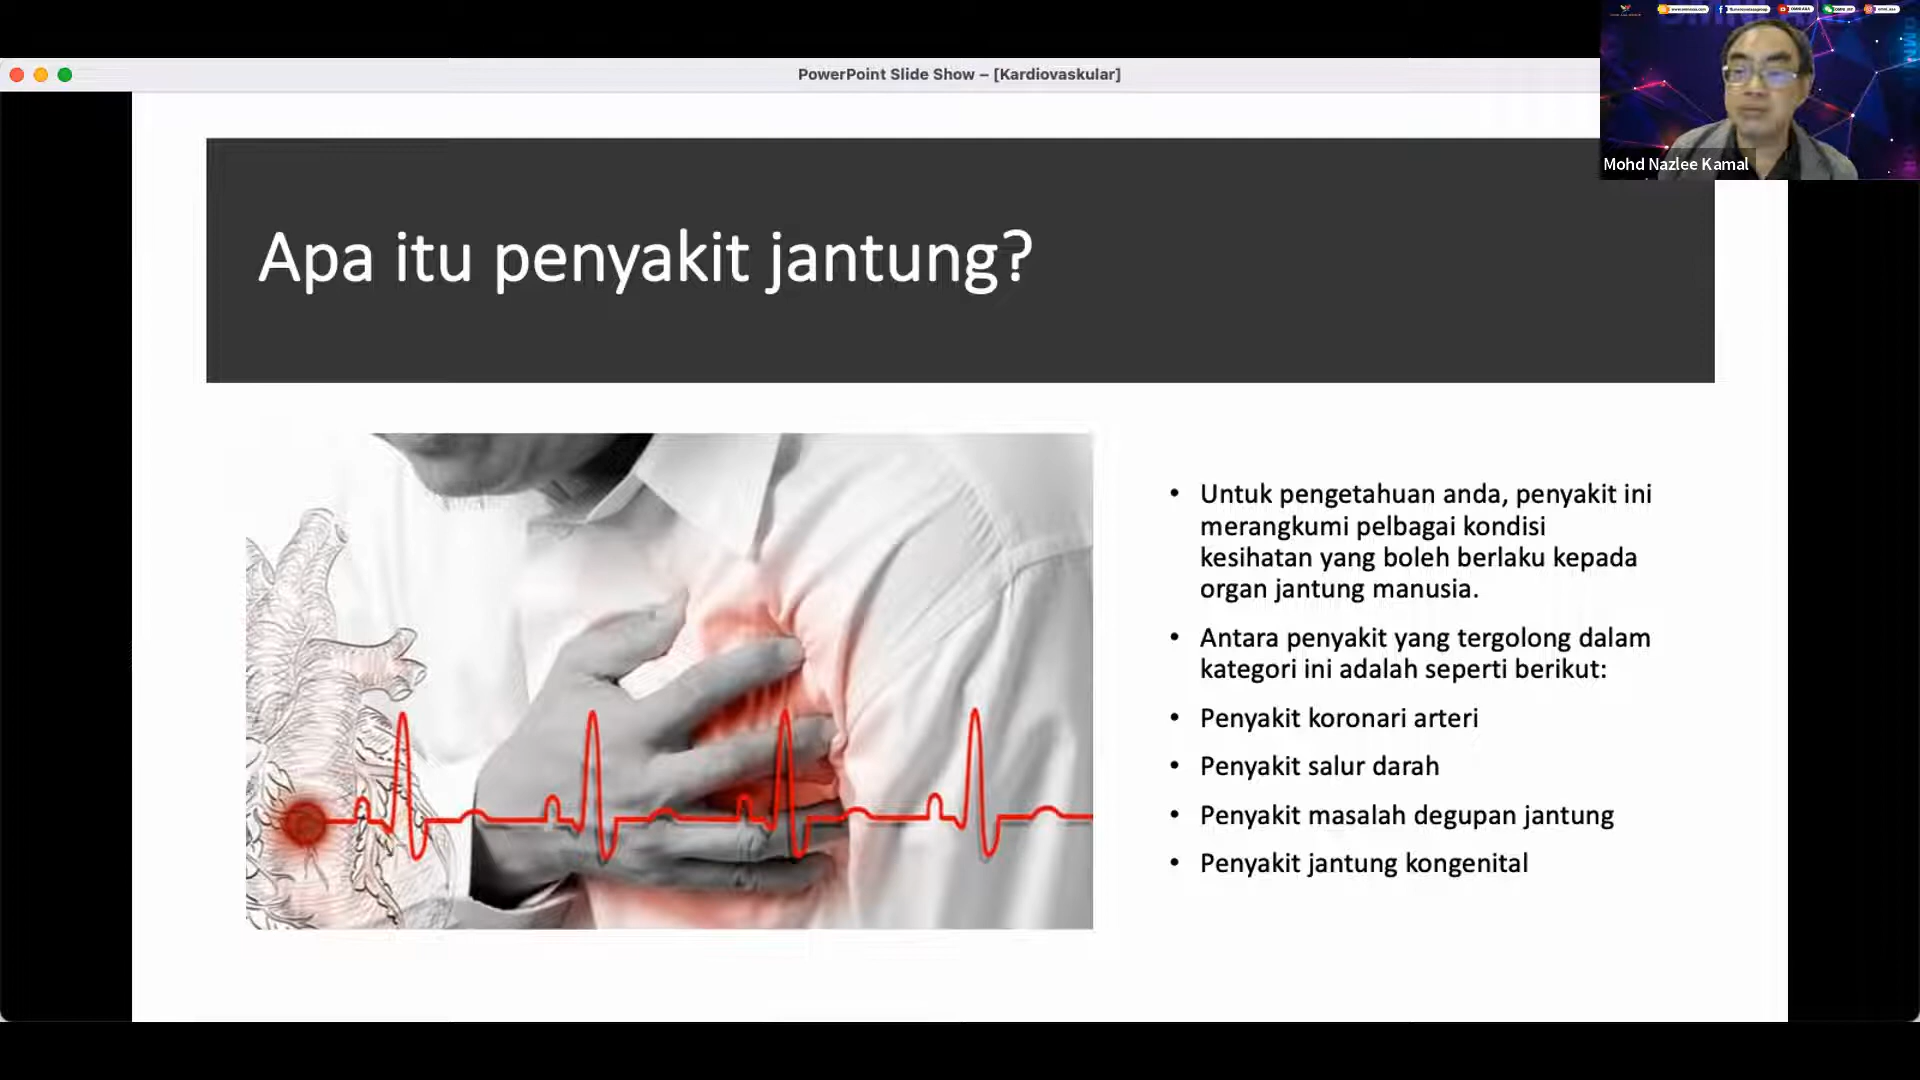 PowerPoint Slide Show – [Kardiovaskular]
Mohd Nazlee Kamal
Apa itu penyakit jantung?
• Untuk pengetahuan anda, penyakit ini
merangkumi pelbagai kondisi
kesihatan yang boleh berlaku kepada
organ jantung manusia.
• Antara penyakit yang tergolong dalam
kategori ini adalah seperti berikut:
• Penyakit koronari arteri
• Penyakit salur darah
• Penyakit masalah degupan jantung
• Penyakit jantung kongenital